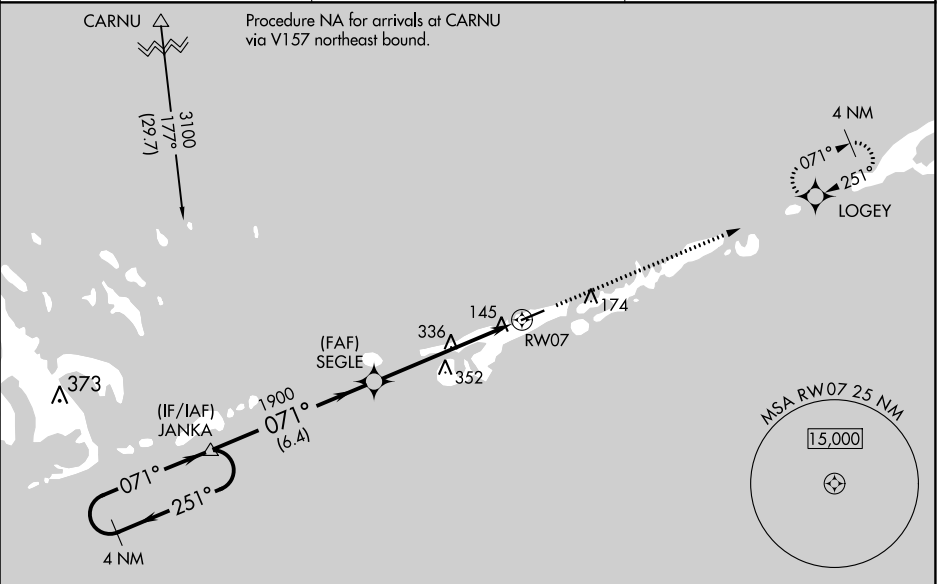 CARNU
Procedure NA for arrivals at CARNU
via V157 northeast bound.
3100
177°
(29.7)
4 NM
071°
251°
LOGEY
174
145
RW07
336
(FAF)
SEGLE
352
373
(IF/IAF)
JANKA
1900
071°
(6.4)
071°
251°
4 NM
MSA RW07 25 NM
15,000